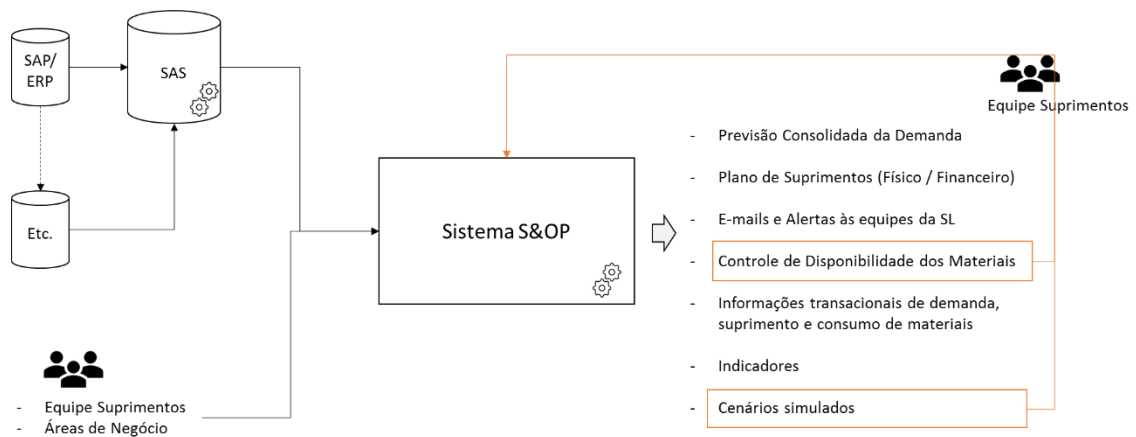 SAP/
ERP
SAS
Etc.
- Equipe Suprimentos
- Áreas de Negócio
Sistema S&OP
Equipe Suprimentos
- Previsão Consolidada da Demanda
- Plano de Suprimentos (Físico / Financeiro)
- E-mails e Alertas às equipes da SL
- Controle de Disponibilidade dos Materiais
- Informações transacionais de demanda,
suprimento e consumo de materiais
- Indicadores
- Cenários simulados